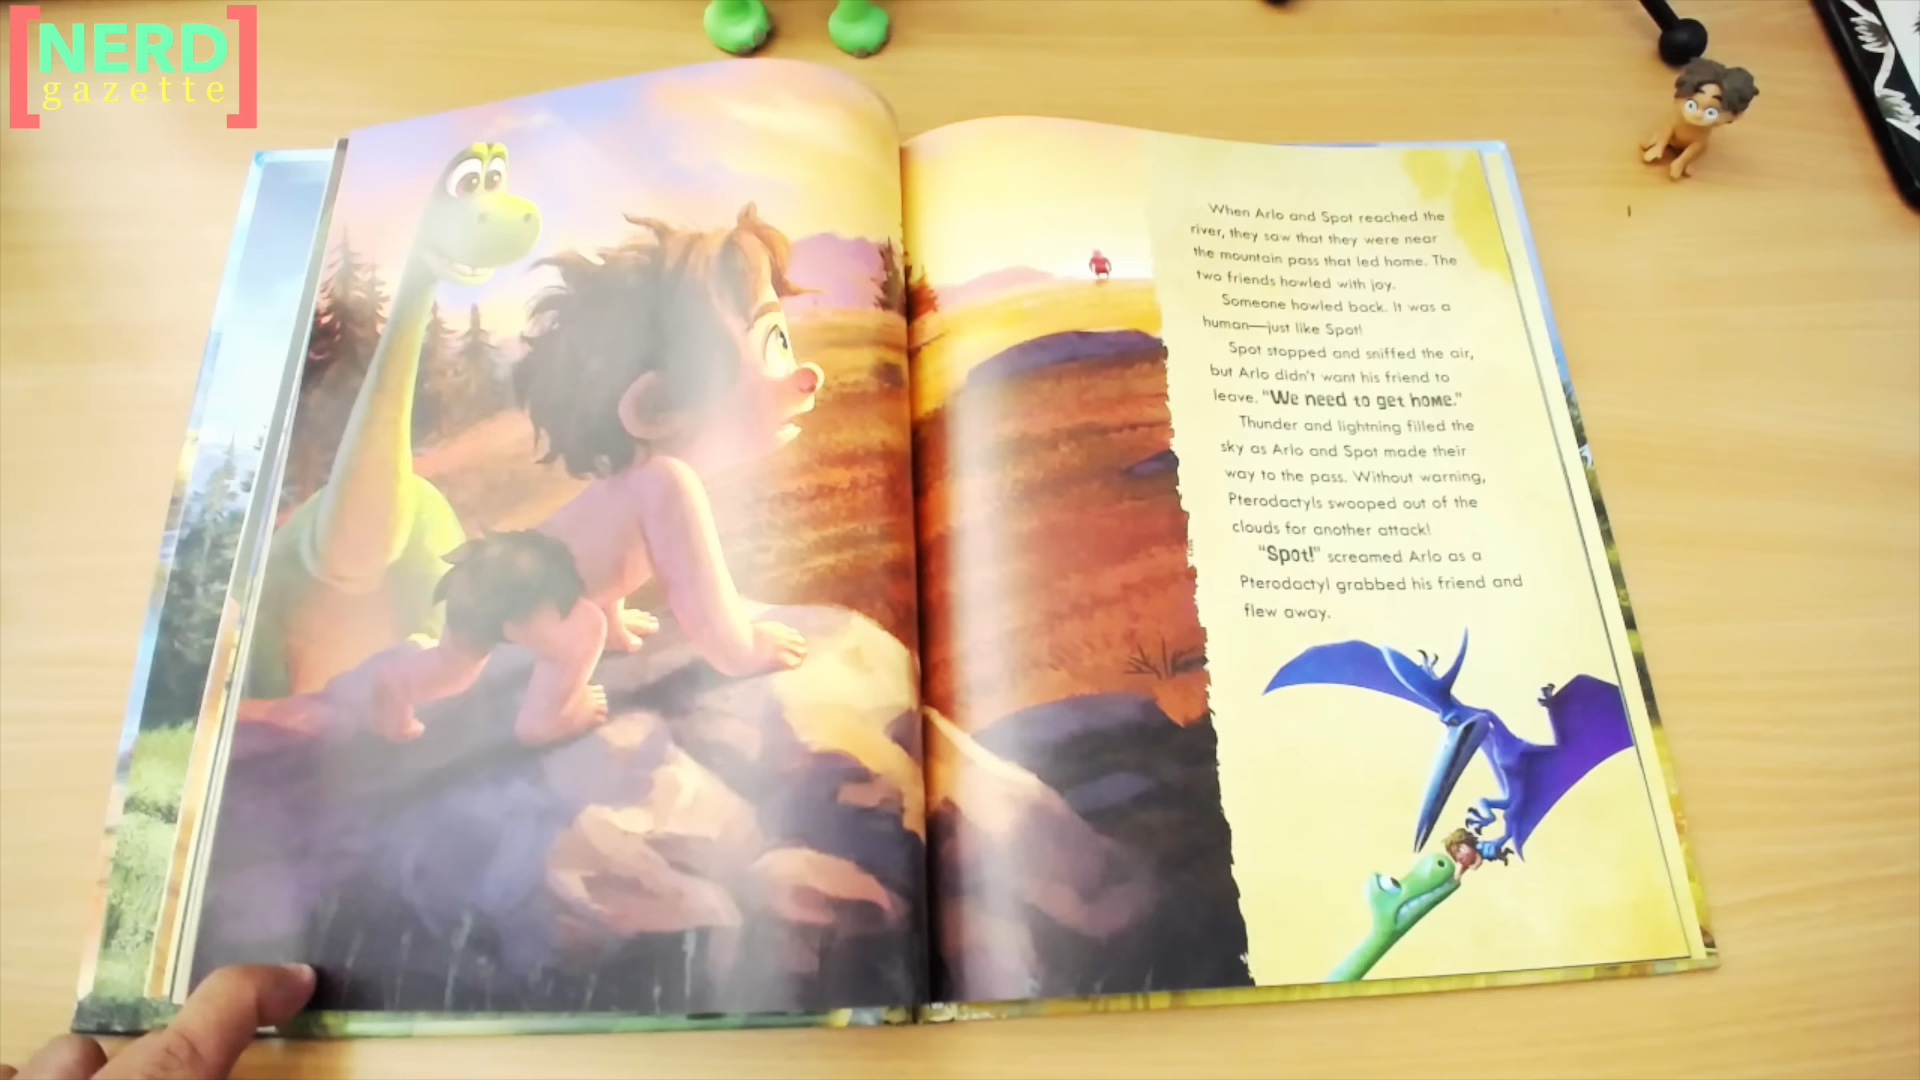 [NERD]
gazette
When Arlo and Spot reached the
river, they saw that they were near
the mountain pass that led home. The
two friends howled with joy.
Someone howled back. It was a
human—just like Spot!
Spot stopped and sniffed the air,
but Arlo didn't want his friend to
leave. "We need to get home."
Thunder and lightning filled the
sky as Arlo and Spot made their
way to the pass. Without warning,
Pterodactyls swooped out of the
clouds for another attack!
"Spot!" screamed Arlo as a
Pterodactyl grabbed his friend and
flew away.